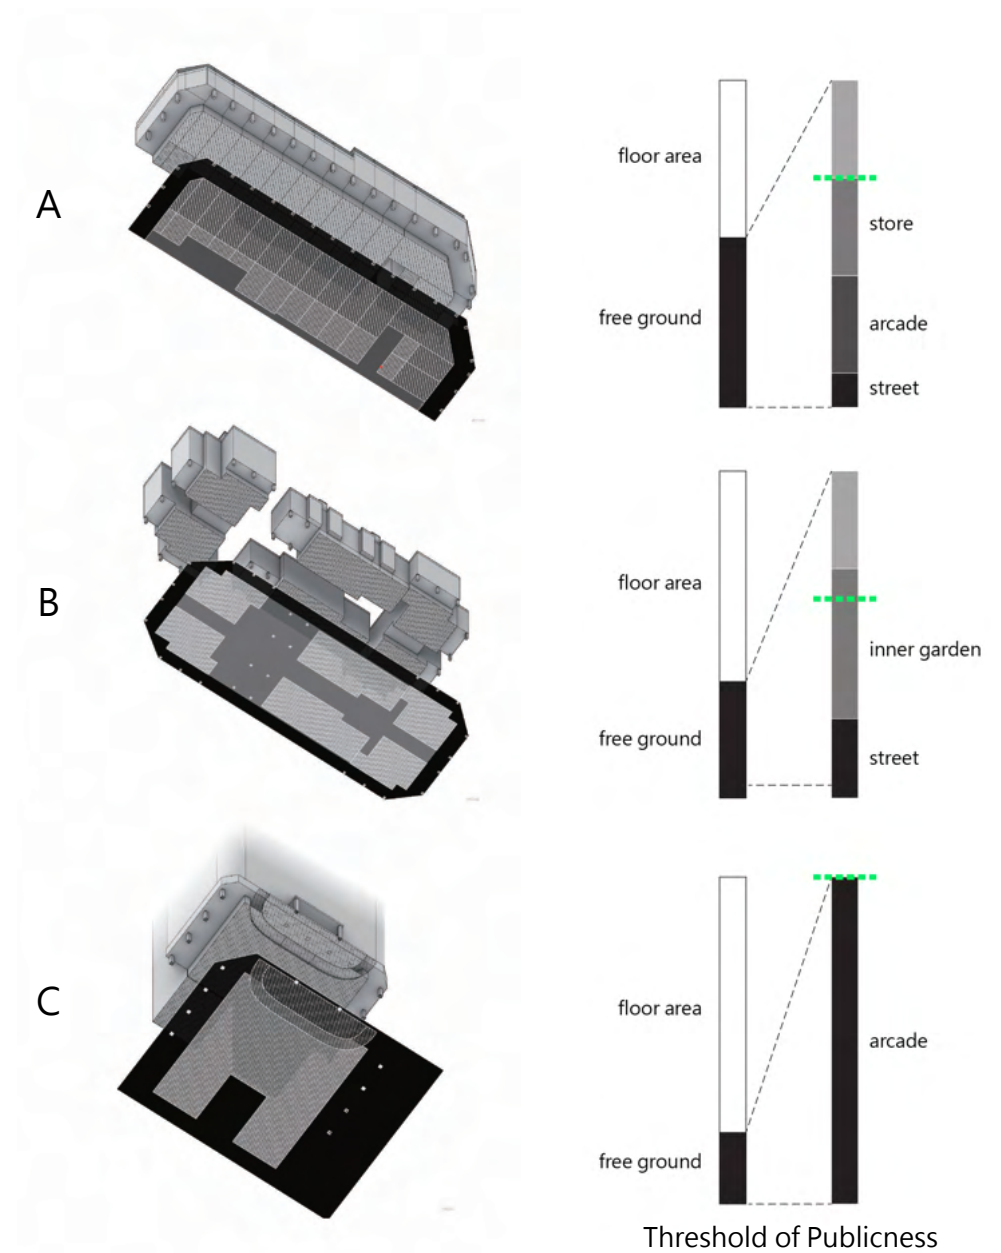 A
floor area
store
free ground
arcade
street
B
floor area
inner garden
free ground
street
C
floor area
arcade
free ground
Threshold of Publicness